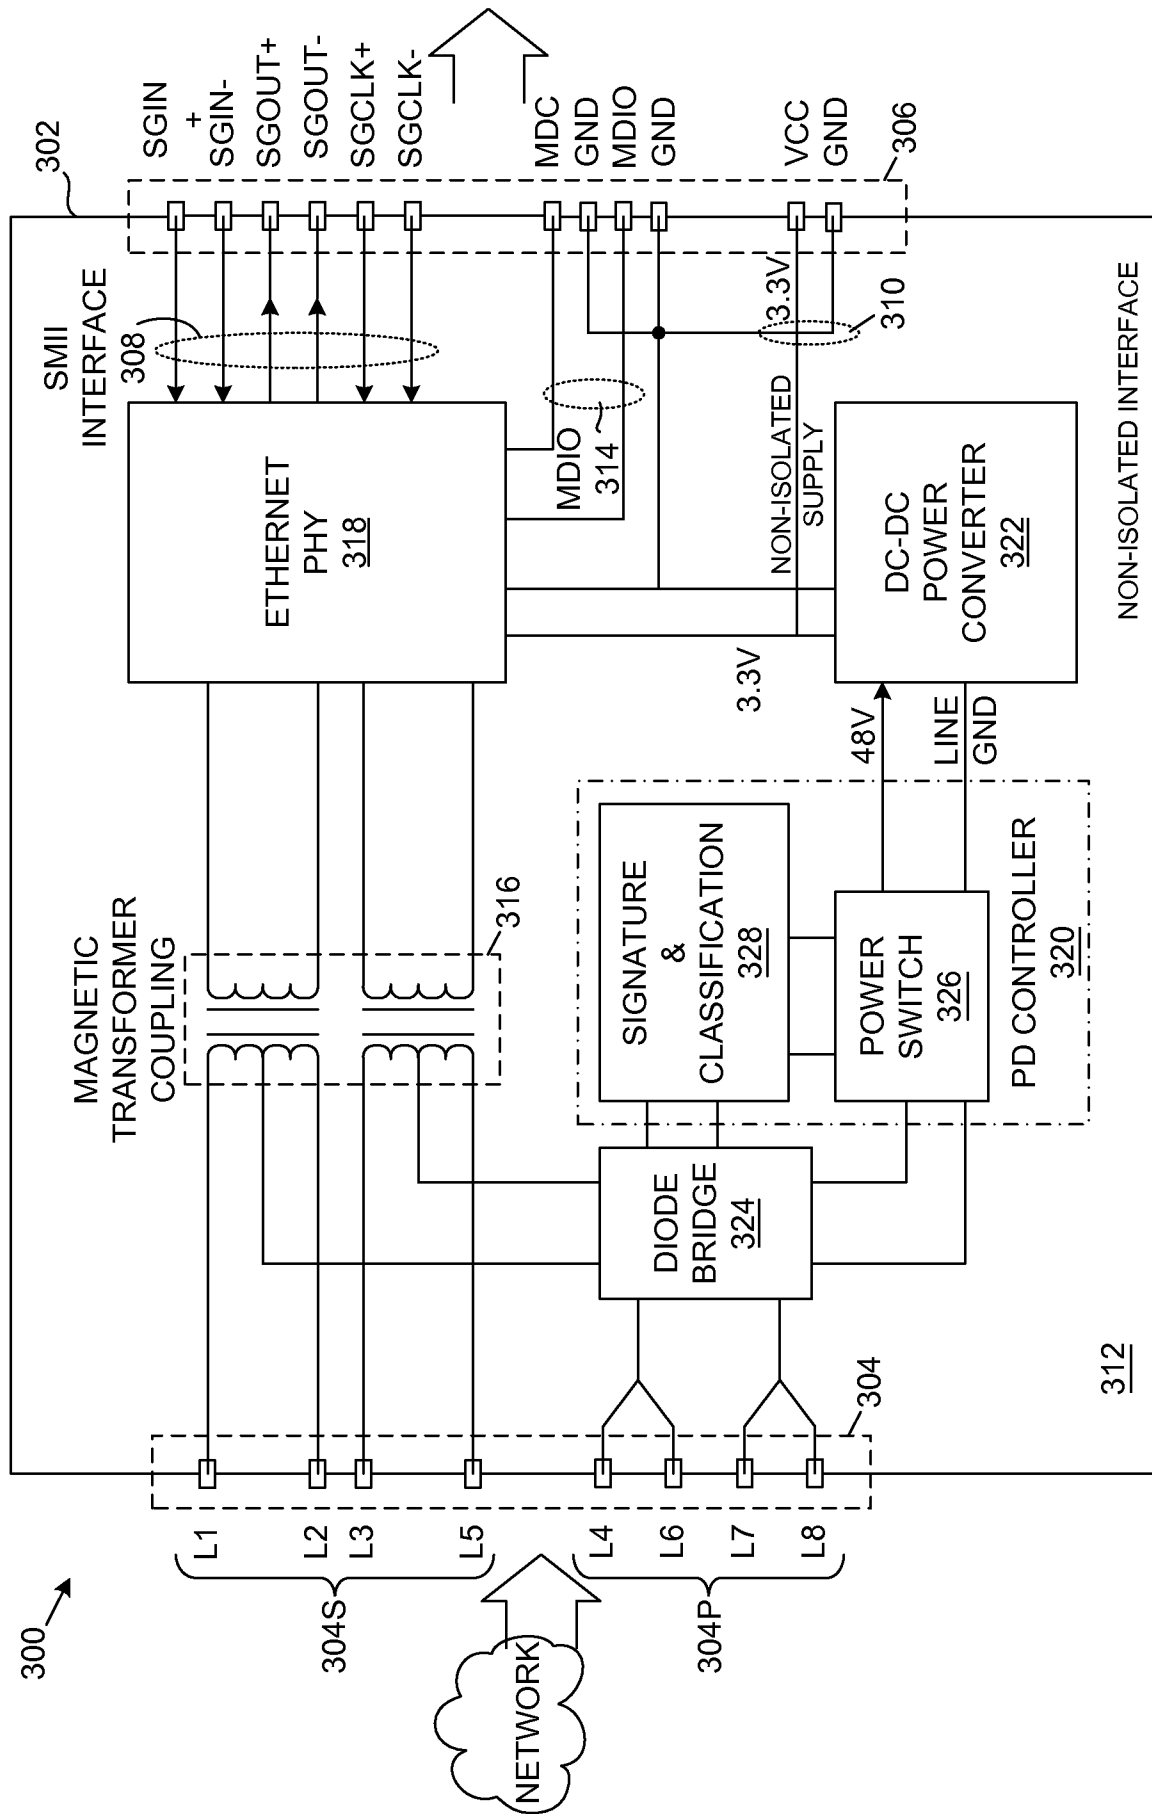 300
302
NETWORK
304S
L1
L2
L3
L5
304P
L4
L6
L7
L8
304
312
MAGNETIC
TRANSFORMER
COUPLING
316
DIODE
BRIDGE
324
SIGNATURE
&
CLASSIFICATION
328
POWER
SWITCH
326
PD CONTROLLER
320
48V
LINE
GND
3.3V
ETHERNET
PHY
318
DC-DC
POWER
CONVERTER
322
SMII
INTERFACE
308
MDIO
314
NON-ISOLATED
SUPPLY
3.3V
310
NON-ISOLATED INTERFACE
SGIN
+
SGIN-
SGOUT+
SGOUT-
SGCLK+
SGCLK-
MDC
GND
MDIO
GND
VCC
GND
306